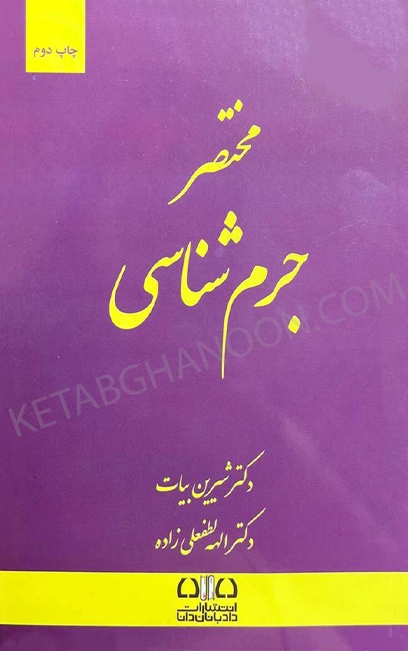 چاپ دوم
مختصر
جرم شناسی
KETABGHANOON.COM
دکتر شیرین بیات
دکتر الهه لطفعلی زاده
انتشارات
دادبانان دانا